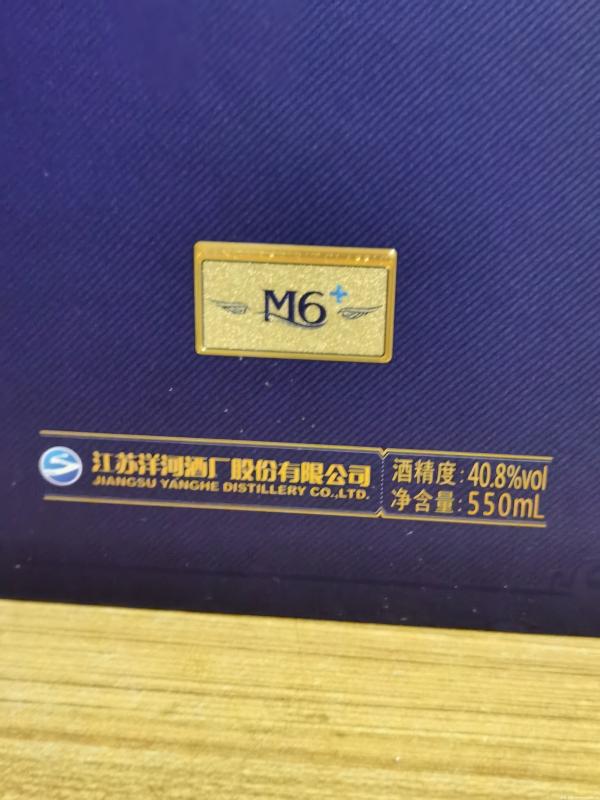 M6+
江苏洋河酒厂股份有限公司
JIANGSU YANGHE DISTILLERY CO.,LTD.
酒精度:40.8%vol
净含量:550mL